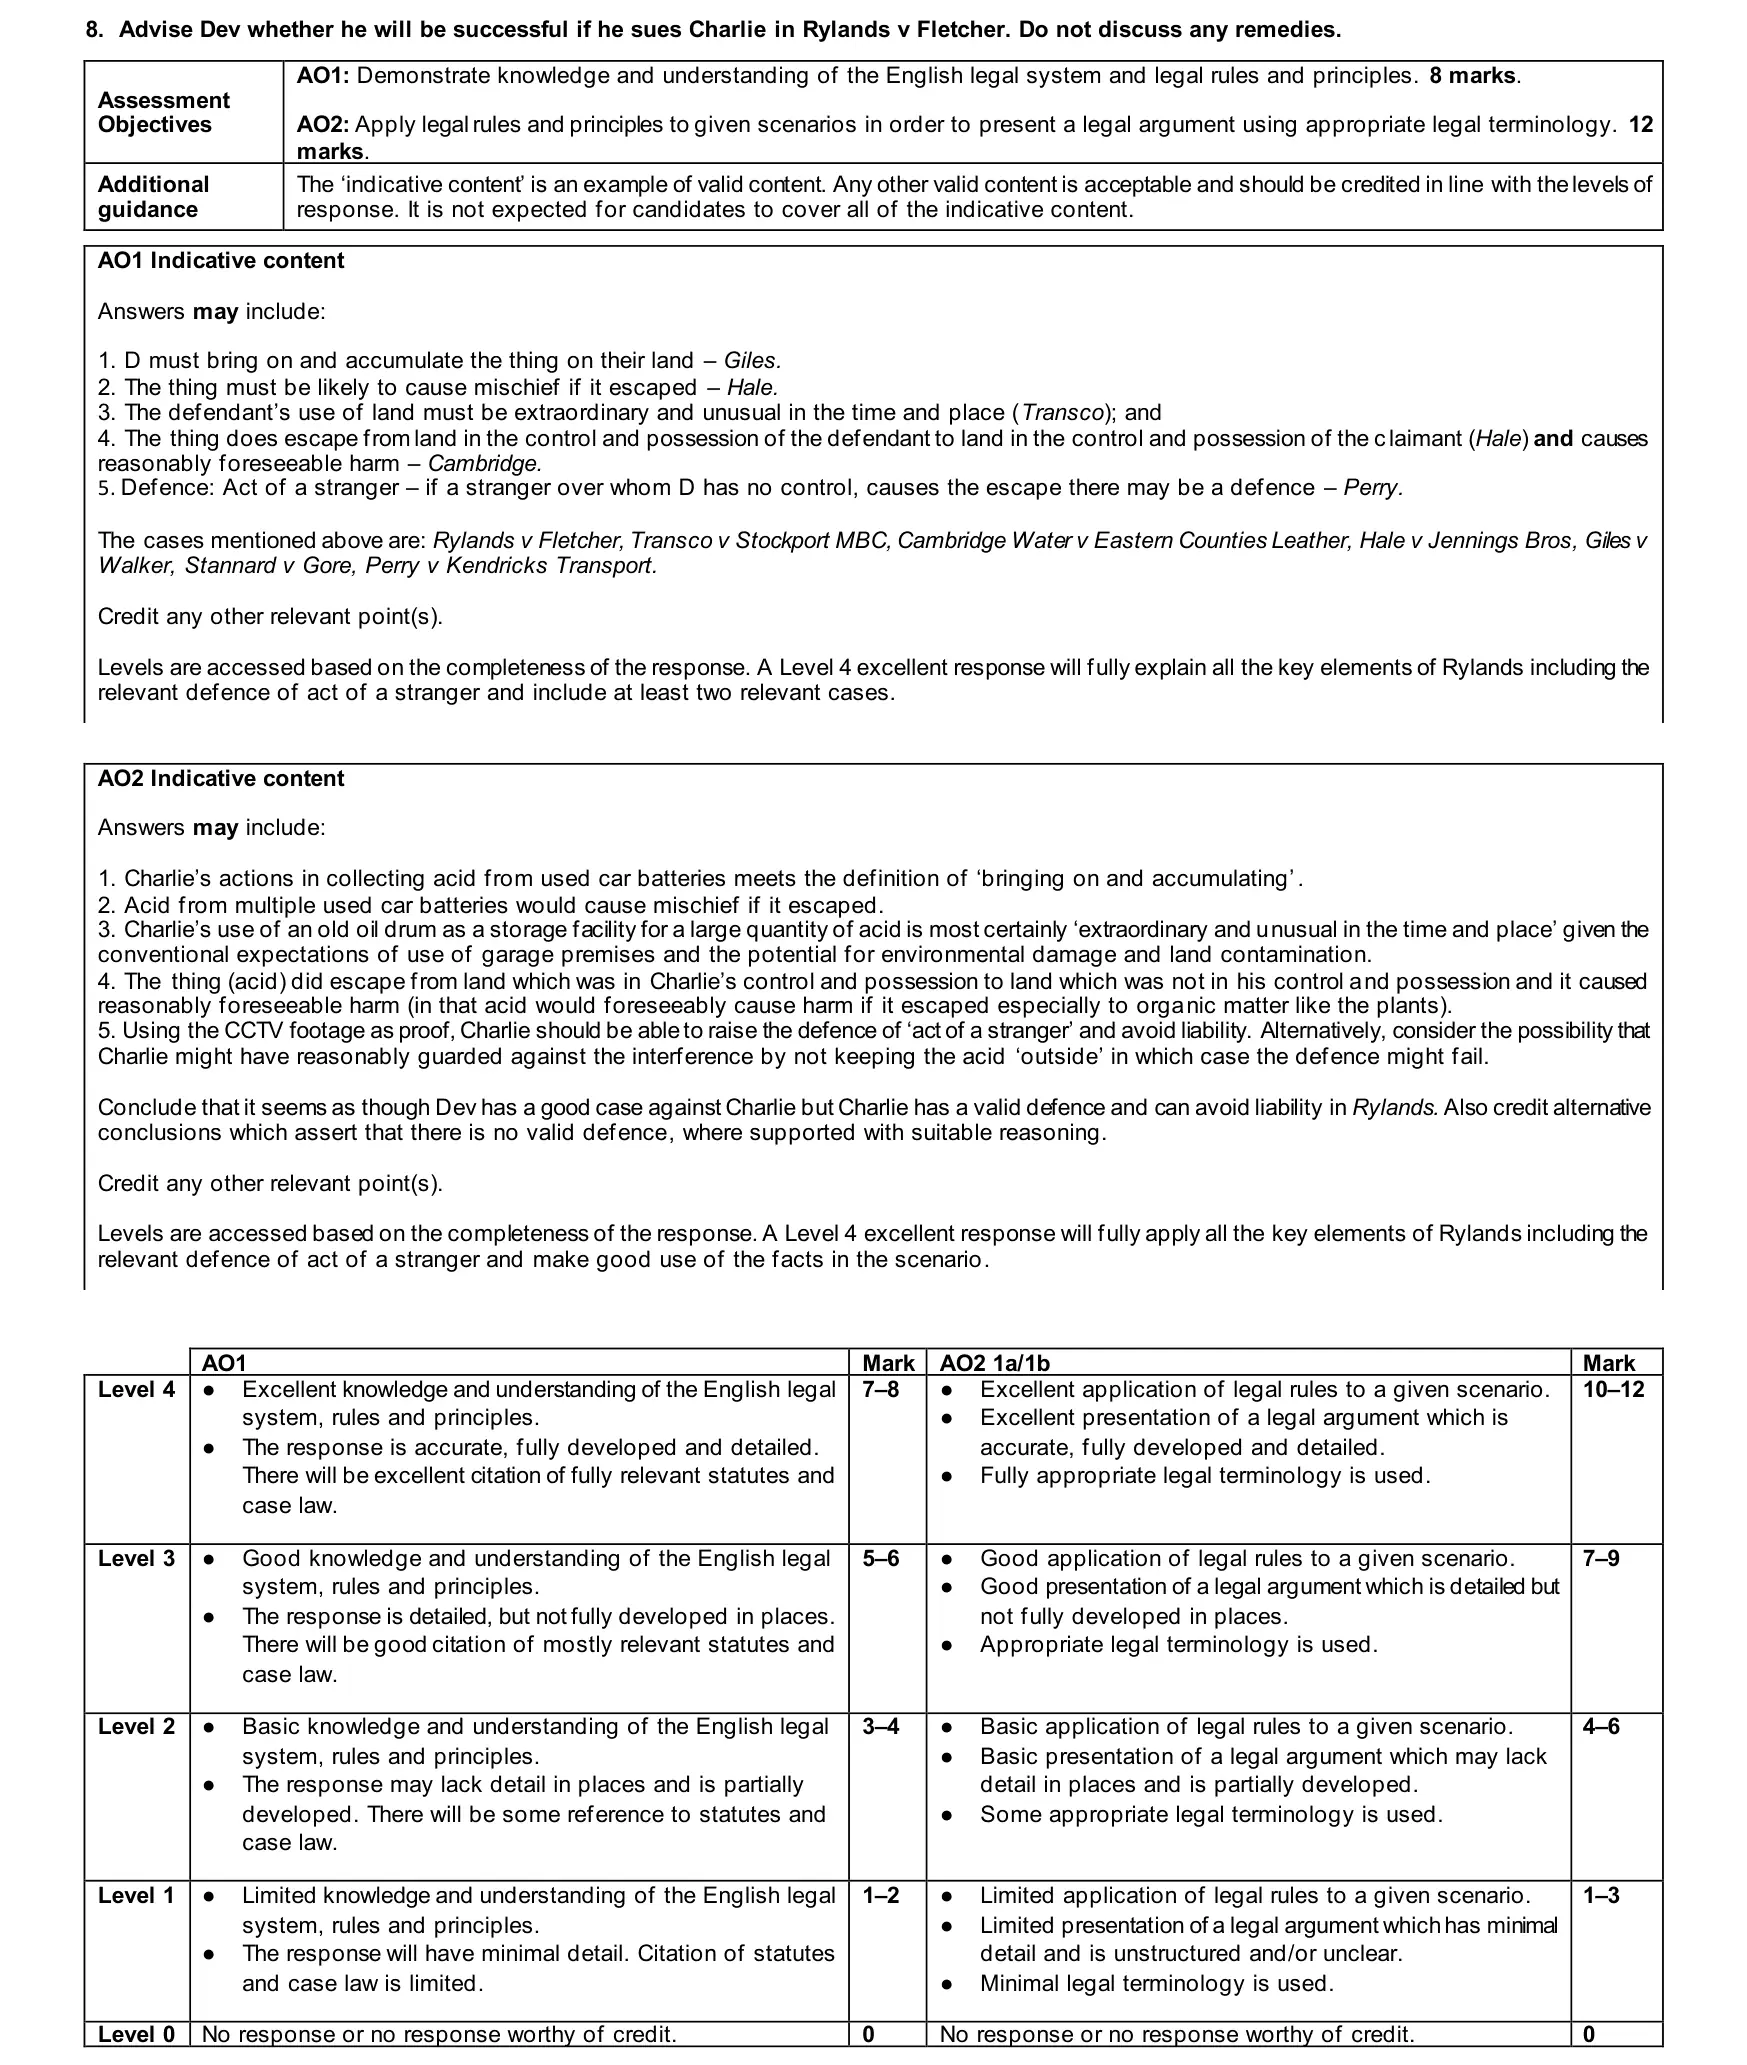 8. Advise Dev whether he will be successful if he sues Charlie in Rylands v Fletcher. Do not discuss any remedies.
Assessment Objectives
AO1: Demonstrate knowledge and understanding of the English legal system and legal rules and principles. 8 marks.
AO2: Apply legal rules and principles to given scenarios in order to present a legal argument using appropriate legal terminology. 12
marks.
Additional guidance
The ‘indicative content’ is an example of valid content. Any other valid content is acceptable and should be credited in line with the levels of
response. It is not expected for candidates to cover all of the indicative content.
AO1 Indicative content
Answers may include:
1. D must bring on and accumulate the thing on their land – Giles.
2. The thing must be likely to cause mischief if it escaped – Hale.
3. The defendant’s use of land must be extraordinary and unusual in the time and place (Transco); and
4. The thing does escape from land in the control and possession of the defendant to land in the control and possession of the claimant (Hale) and causes
reasonably foreseeable harm – Cambridge.
5. Defence: Act of a stranger – if a stranger over whom D has no control, causes the escape there may be a defence – Perry.
The cases mentioned above are: Rylands v Fletcher, Transco v Stockport MBC, Cambridge Water v Eastern Counties Leather, Hale v Jennings Bros, Giles v
Walker, Stannard v Gore, Perry v Kendricks Transport.
Credit any other relevant point(s).
Levels are accessed based on the completeness of the response. A Level 4 excellent response will fully explain all the key elements of Rylands including the
relevant defence of act of a stranger and include at least two relevant cases.
AO2 Indicative content
Answers may include:
1. Charlie’s actions in collecting acid from used car batteries meets the definition of ‘bringing on and accumulating’.
2. Acid from multiple used car batteries would cause mischief if it escaped.
3. Charlie’s use of an old oil drum as a storage facility for a large quantity of acid is most certainly ‘extraordinary and unusual in the time and place’ given the
conventional expectations of use of garage premises and the potential for environmental damage and land contamination.
4. The thing (acid) did escape from land which was in Charlie’s control and possession to land which was not in his control and possession and it caused
reasonably foreseeable harm (in that acid would foreseeably cause harm if it escaped especially to organic matter like the plants).
5. Using the CCTV footage as proof, Charlie should be able to raise the defence of ‘act of a stranger’ and avoid liability. Alternatively, consider the possibility that
Charlie might have reasonably guarded against the interference by not keeping the acid ‘outside’ in which case the defence might fail.
Conclude that it seems as though Dev has a good case against Charlie but Charlie has a valid defence and can avoid liability in Rylands. Also credit alternative
conclusions which assert that there is no valid defence, where supported with suitable reasoning.
Credit any other relevant point(s).
Levels are accessed based on the completeness of the response. A Level 4 excellent response will fully apply all the key elements of Rylands including the
relevant defence of act of a stranger and make good use of the facts in the scenario.
AO1 Mark AO2 1a/1b Mark
Level 4
● Excellent knowledge and understanding of the English legal
system, rules and principles.
● The response is accurate, fully developed and detailed.
There will be excellent citation of fully relevant statutes and
case law.
7–8
● Excellent application of legal rules to a given scenario.
● Excellent presentation of a legal argument which is
accurate, fully developed and detailed.
● Fully appropriate legal terminology is used.
10–12
Level 3
● Good knowledge and understanding of the English legal
system, rules and principles.
● The response is detailed, but not fully developed in places.
There will be good citation of mostly relevant statutes and
case law.
5–6
● Good application of legal rules to a given scenario.
● Good presentation of a legal argument which is detailed but
not fully developed in places.
● Appropriate legal terminology is used.
7–9
Level 2
● Basic knowledge and understanding of the English legal
system, rules and principles.
● The response may lack detail in places and is partially
developed. There will be some reference to statutes and
case law.
3–4
● Basic application of legal rules to a given scenario.
● Basic presentation of a legal argument which may lack
detail in places and is partially developed.
● Some appropriate legal terminology is used.
4–6
Level 1
● Limited knowledge and understanding of the English legal
system, rules and principles.
● The response will have minimal detail. Citation of statutes
and case law is limited.
1–2
● Limited application of legal rules to a given scenario.
● Limited presentation of a legal argument which has minimal
detail and is unstructured and/or unclear.
● Minimal legal terminology is used.
1–3
Level 0 No response or no response worthy of credit. 0 No response or no response worthy of credit. 0